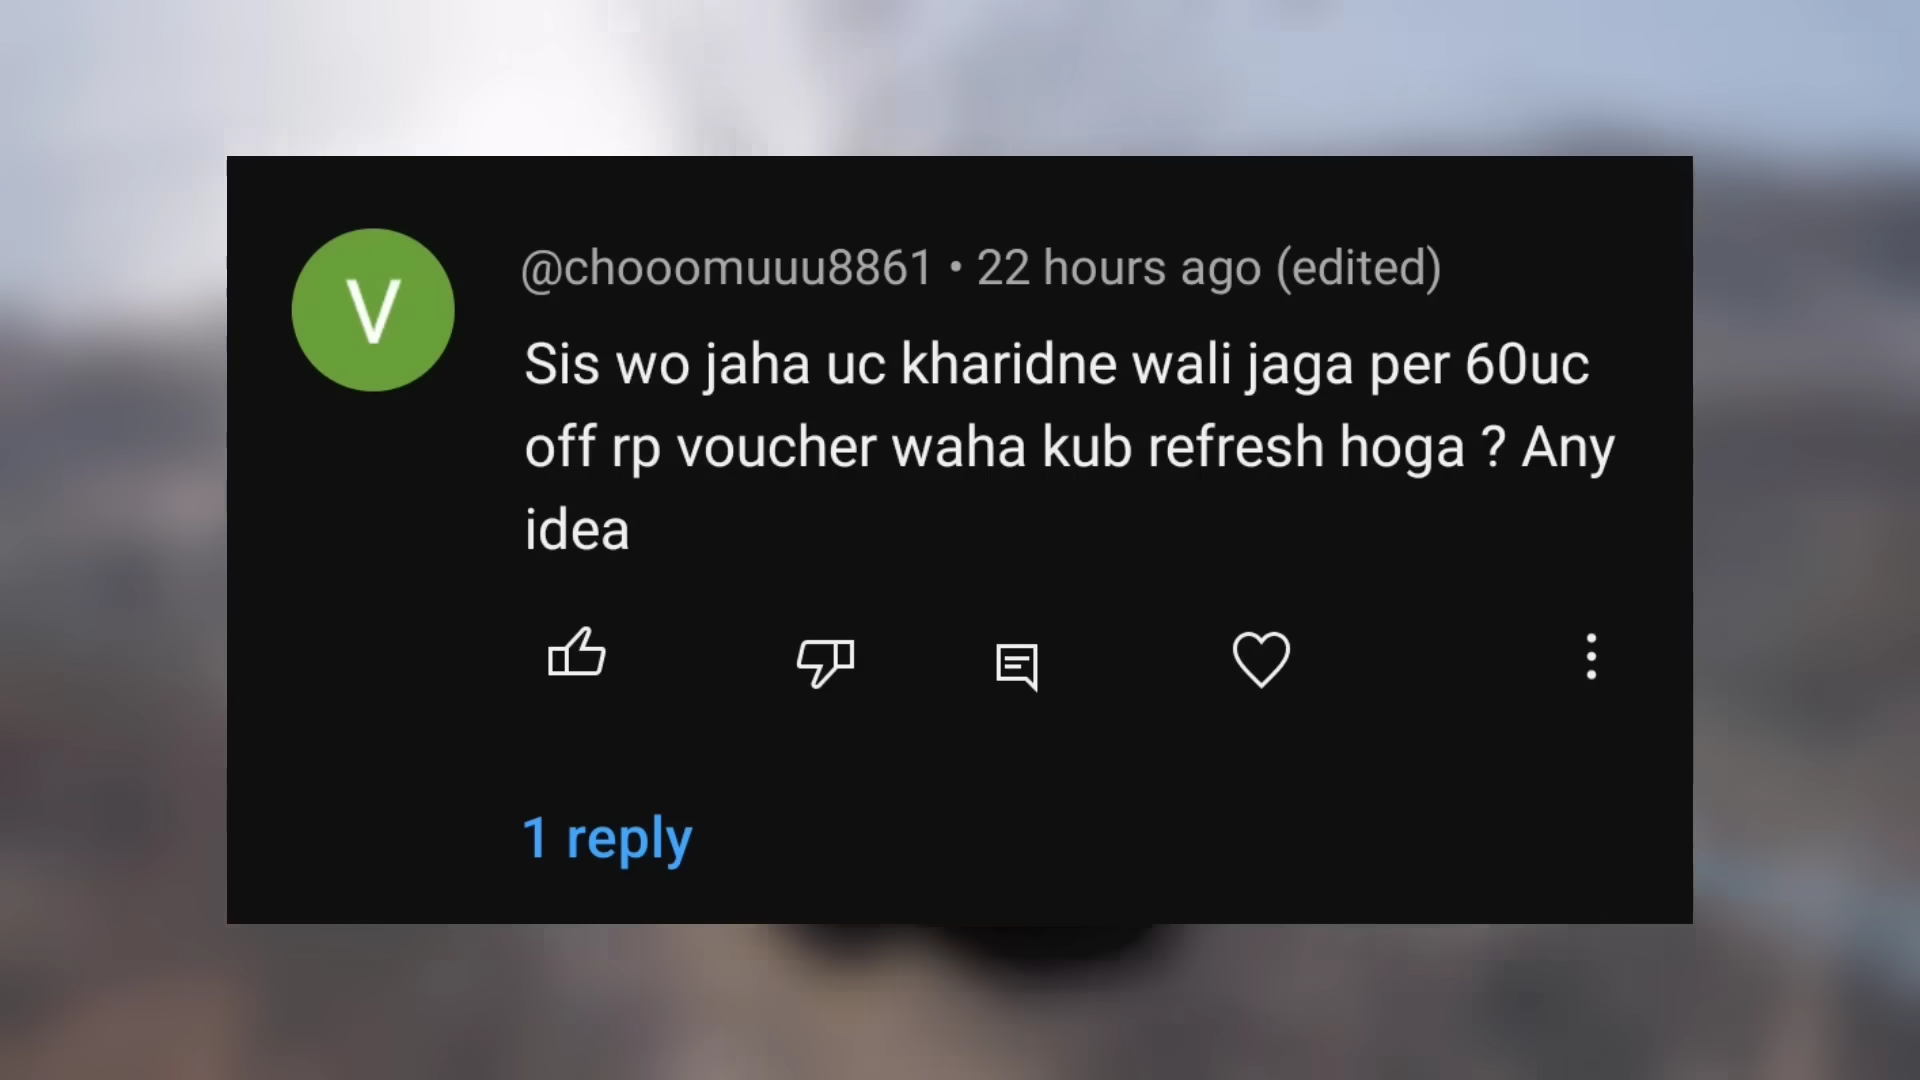 V
@chooomuuu8861 • 22 hours ago (edited)
Sis wo jaha uc kharidne wali jaga per 60uc
off rp voucher waha kub refresh hoga ? Any
idea
1 reply